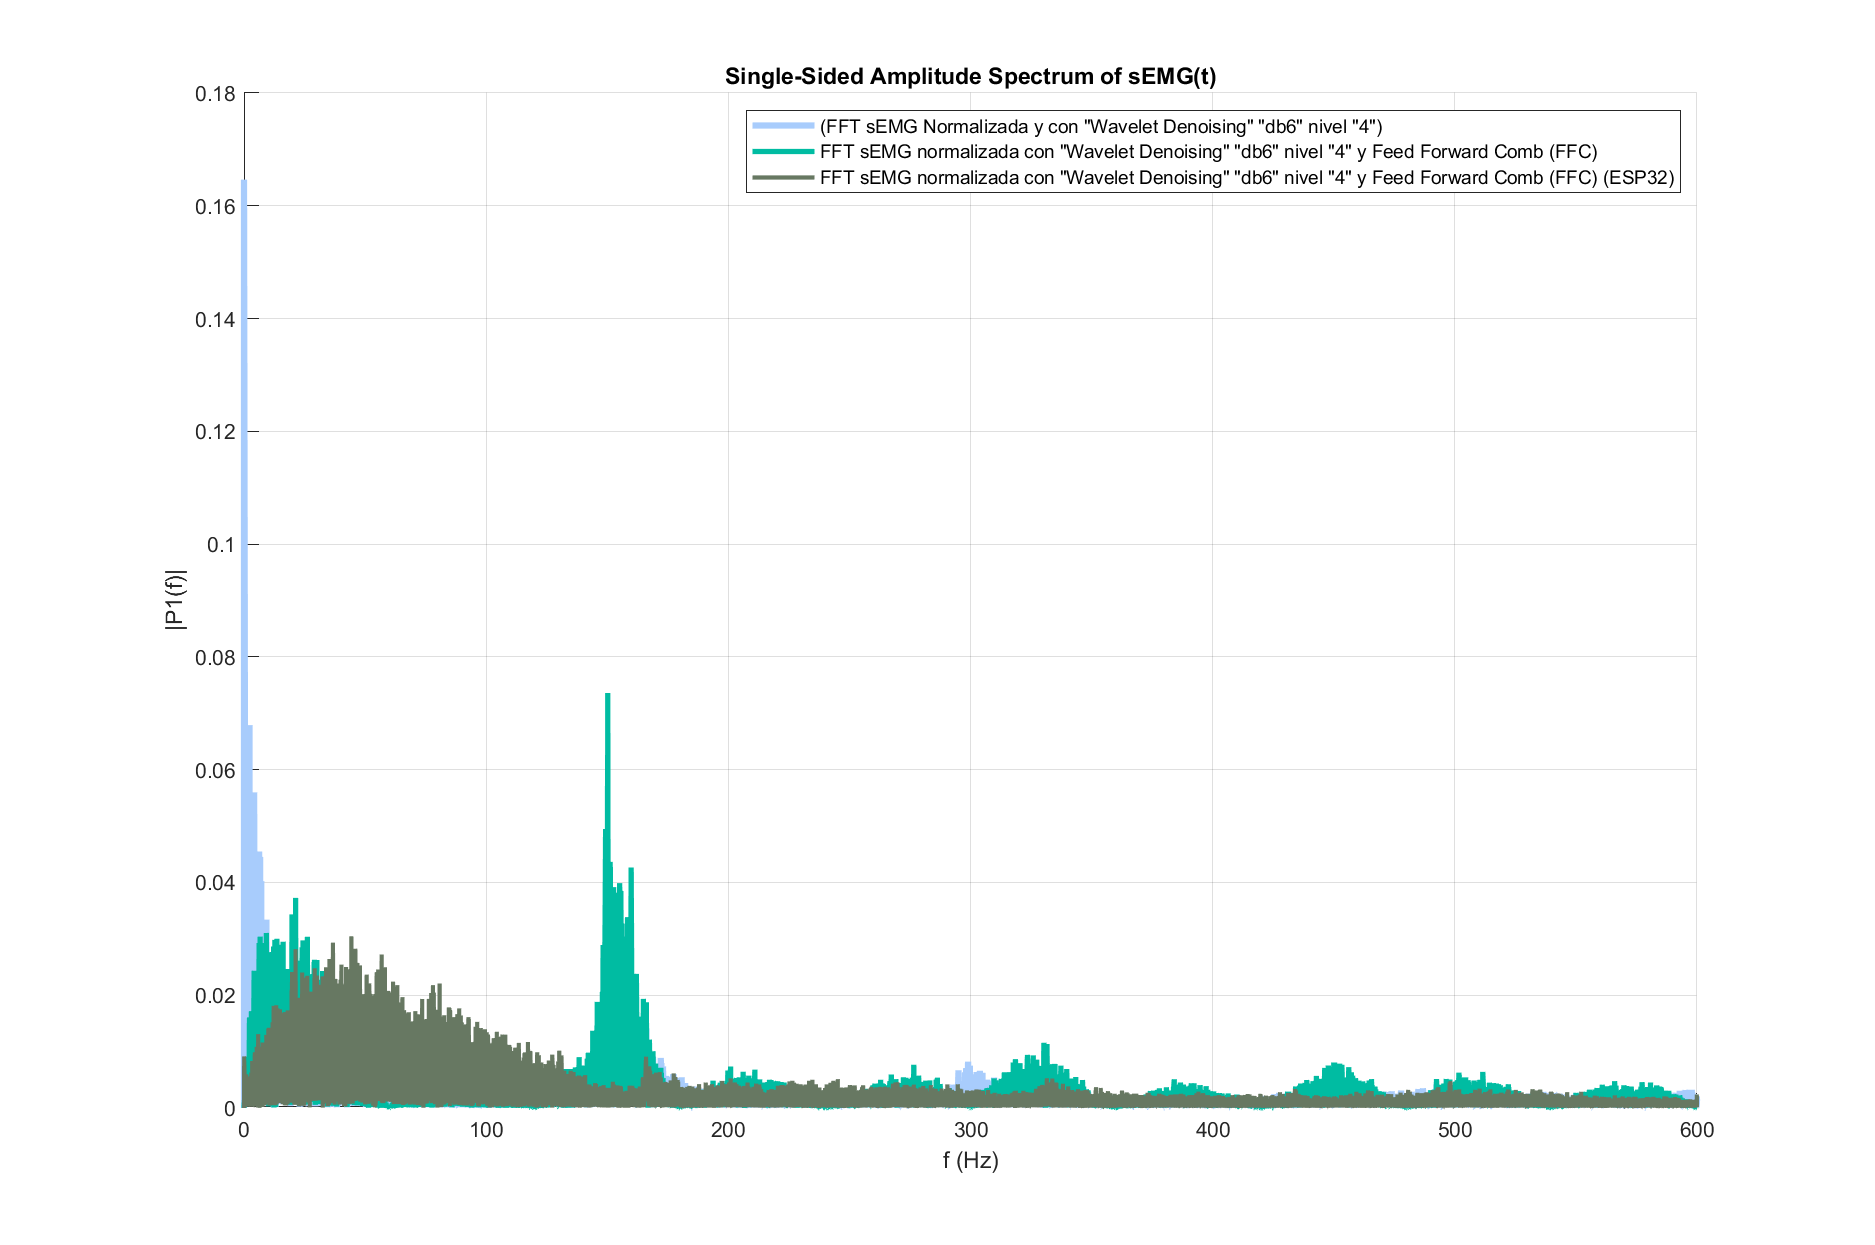 Single-Sided Amplitude Spectrum of sEMG(t)
(FFT sEMG Normalizada y con "Wavelet Denoising" "db6" nivel "4")
FFT sEMG normalizada con "Wavelet Denoising" "db6" nivel "4" y Feed Forward Comb (FFC)
FFT sEMG normalizada con "Wavelet Denoising" "db6" nivel "4" y Feed Forward Comb (FFC) (ESP32)
|P1(f)|
0.18
0.16
0.14
0.12
0.1
0.08
0.06
0.04
0.02
0
0 100 200 300 400 500 600
f (Hz)